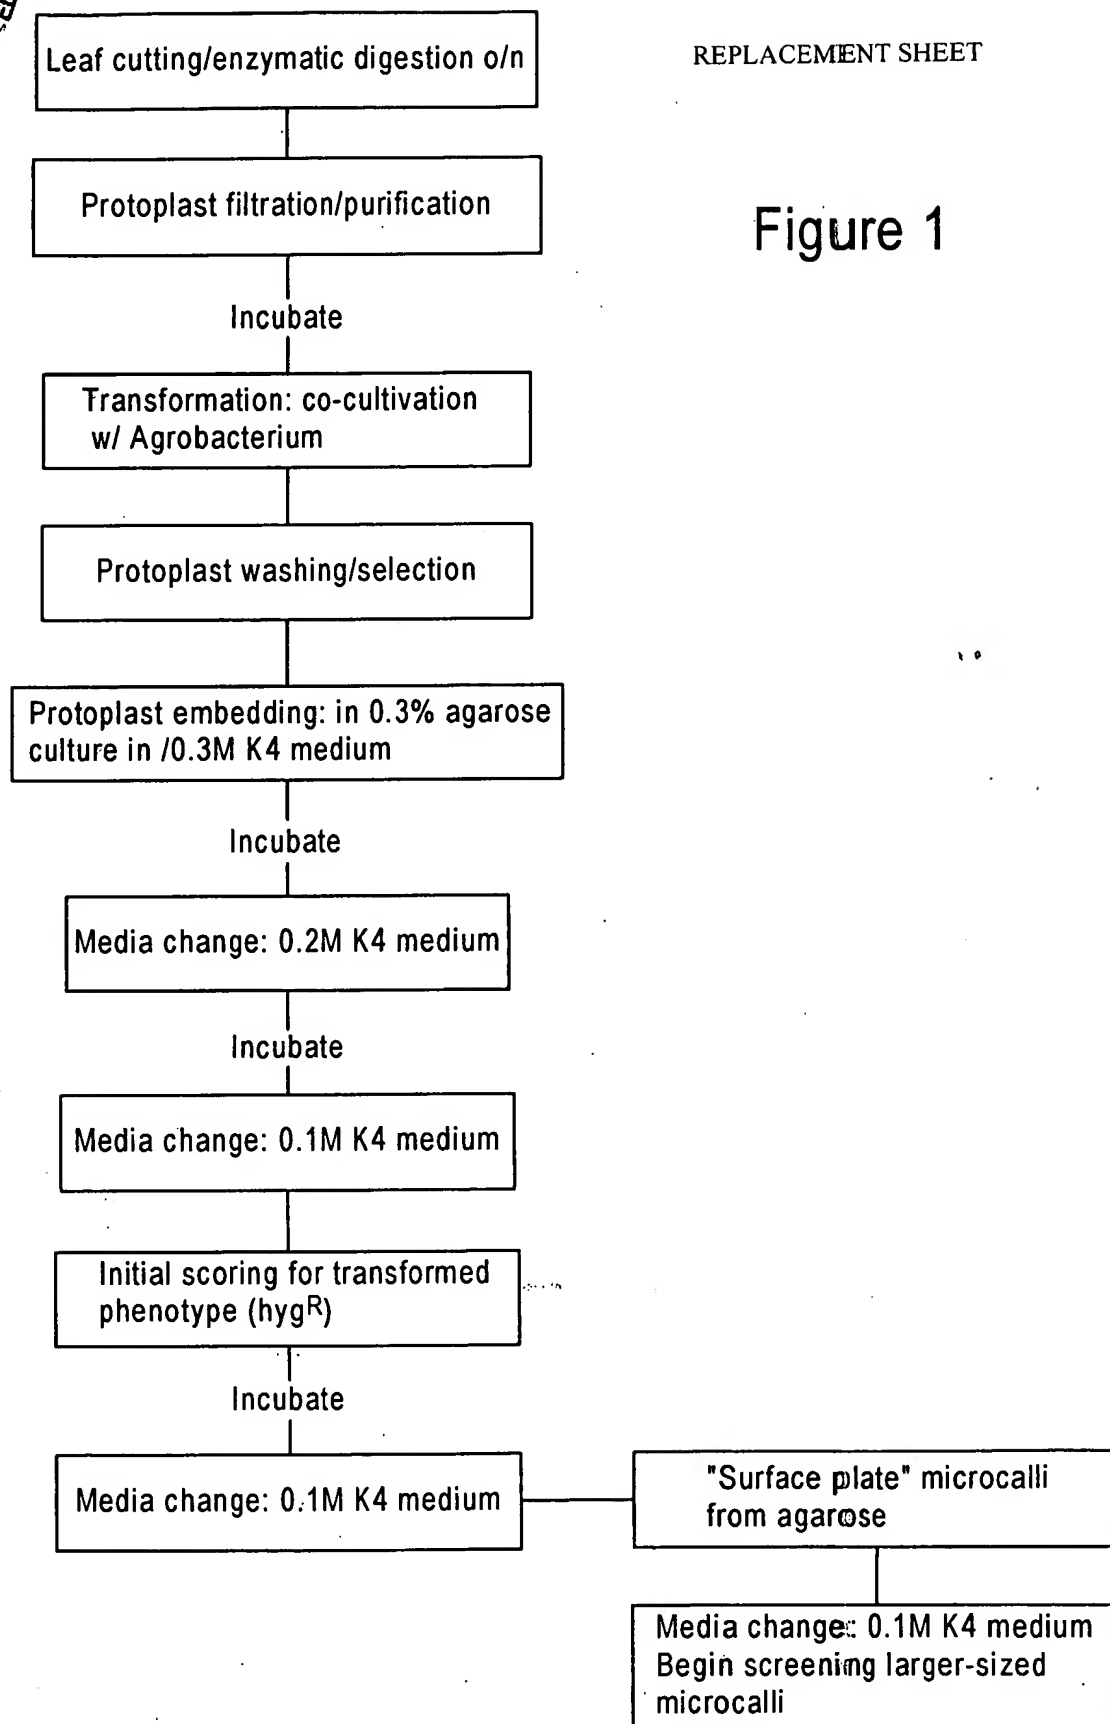 REPLACEMENT SHEET
Figure 1
Leaf cutting/enzymatic digestion o/n
Protoplast filtration/purification
Incubate
Transformation: co-cultivation
w/ Agrobacterium
Protoplast washing/selection
Protoplast embedding: in 0.3% agarose
culture in /0.3M K4 medium
Incubate
Media change: 0.2M K4 medium
Incubate
Media change: 0.1M K4 medium
Initial scoring for transformed
phenotype (hygR)
Incubate
Media change: 0.1M K4 medium
"Surface plate" microcalli
from agarose
Media change: 0.1M K4 medium
Begin screening larger-sized
microcalli